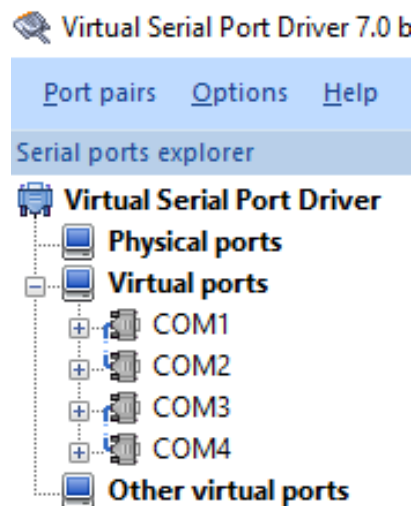 Virtual Serial Port Driver 7.0 b
Port pairs Options Help
Serial ports explorer
Virtual Serial Port Driver
Physical ports
Virtual ports
COM1
COM2
COM3
COM4
Other virtual ports